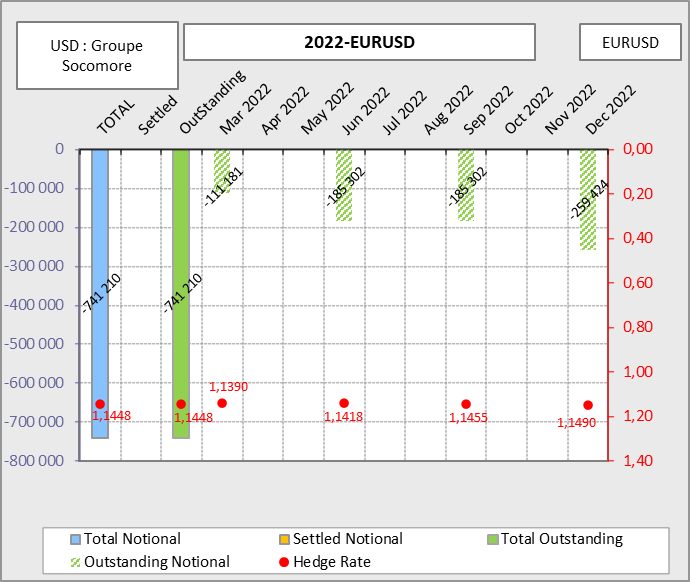 USD : Groupe
Socomore
2022-EURUSD
EURUSD
TOTAL
Settled
OutStanding
Mar 2022
Apr 2022
May 2022
Jun 2022
Jul 2022
Aug 2022
Sep 2022
Oct 2022
Nov 2022
Dec 2022
0
-100 000
-200 000
-300 000
-400 000
-500 000
-600 000
-700 000
-800 000
0,00
0,20
0,40
0,60
0,80
1,00
1,20
1,40
-741 210
-741 210
-111 181
-185 302
-185 302
-259 424
1,1448
1,1448
1,1390
1,1418
1,1455
1,1490
Total Notional
Settled Notional
Total Outstanding
Outstanding Notional
Hedge Rate